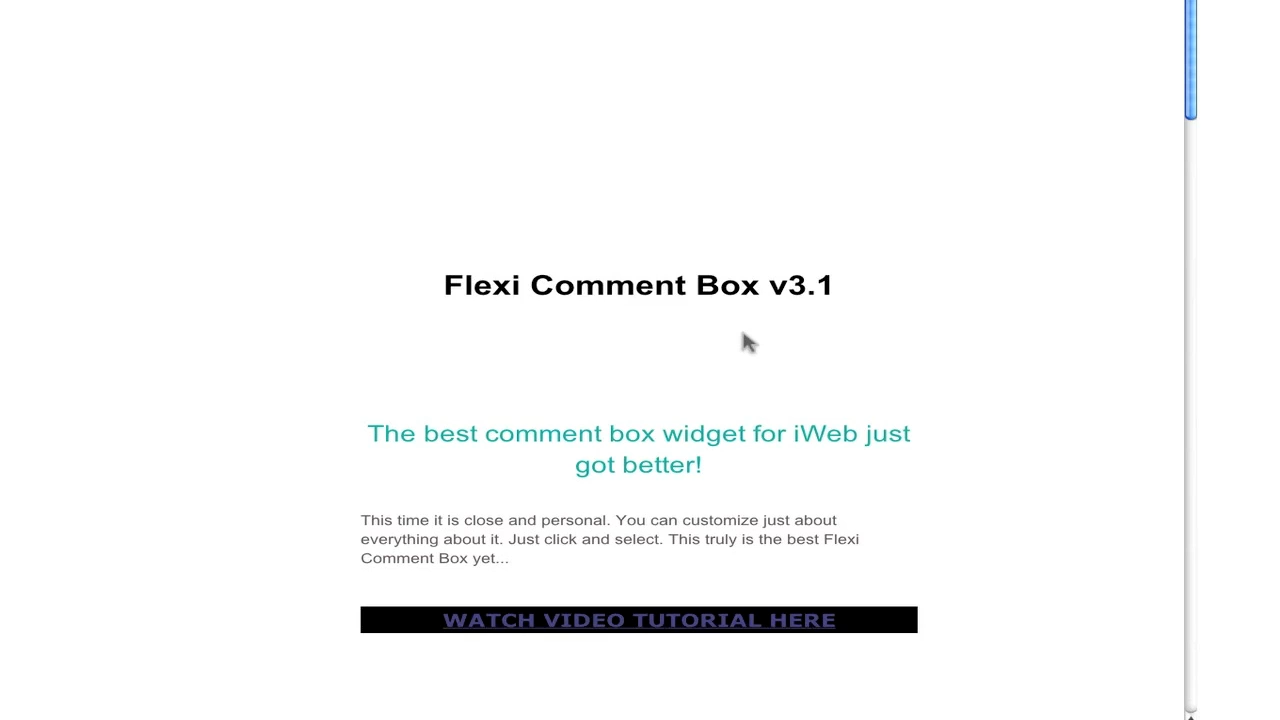 Flexi Comment Box v3.1
The best comment box widget for iWeb just
got better!
This time it is close and personal. You can customize just about
everything about it. Just click and select. This truly is the best Flexi
Comment Box yet...
WATCH VIDEO TUTORIAL HERE